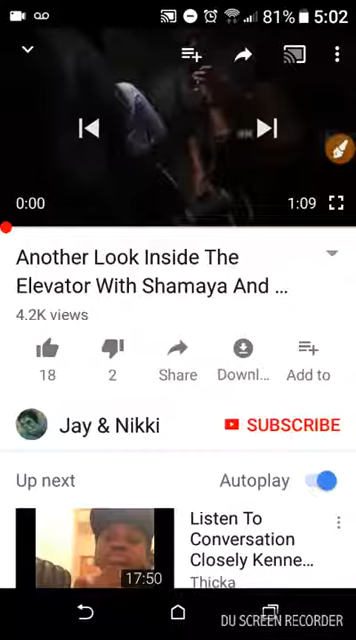 81% 5:02
0:00 1:09
Another Look Inside The
Elevator With Shamaya And ...
4.2K views
18 2 Share Downl... Add to
Jay & Nikki SUBSCRIBE
Up next Autoplay
Listen To
Conversation
Closely Kenne...
Thicka
17:50
DU SCREEN RECORDER